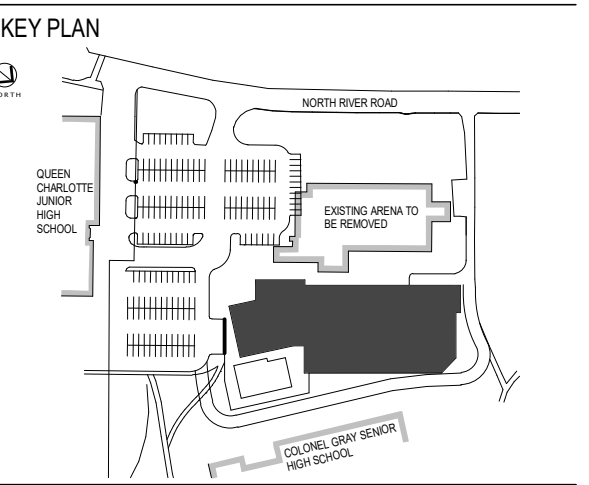 KEY PLAN
NORTH
NORTH RIVER ROAD
QUEEN
CHARLOTTE
JUNIOR
HIGH
SCHOOL
EXISTING ARENA TO
BE REMOVED
COLONEL GRAY SENIOR
HIGH SCHOOL